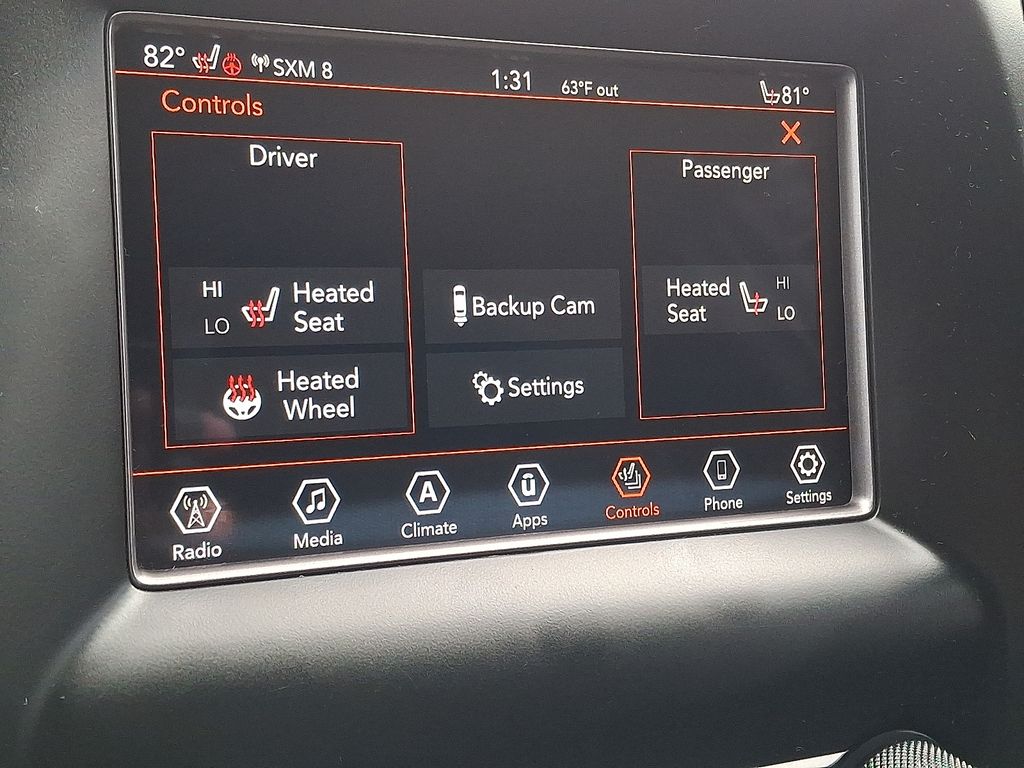 82° SXM 8 1:31 63°F out 81°
Controls
X
Driver
Passenger
HI
LO
Heated
Seat
Backup Cam
Heated
Seat
HI
LO
Heated
Wheel
Settings
Radio
Media
A
Climate
Apps
Controls
Phone
Settings